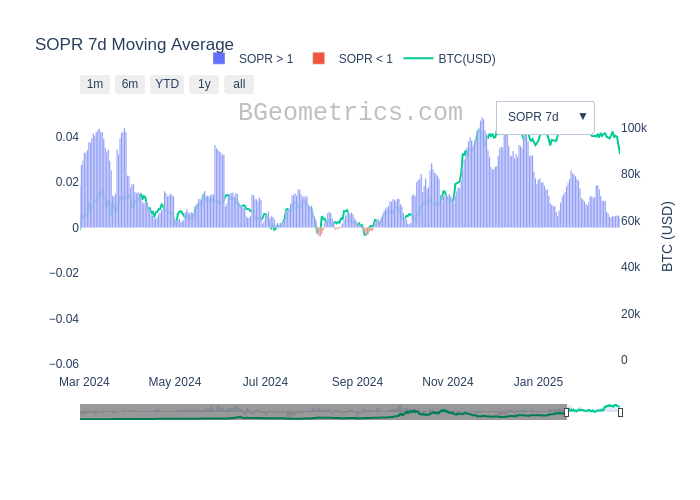 SOPR 7d Moving Average
SOPR > 1 SOPR < 1 BTC(USD)
1m 6m YTD 1y all
BGeometrics.com
SOPR 7d ▼
0.04
0.02
0
−0.02
−0.04
−0.06
100k
80k
60k
40k
20k
0
BTC (USD)
Mar 2024 May 2024 Jul 2024 Sep 2024 Nov 2024 Jan 2025